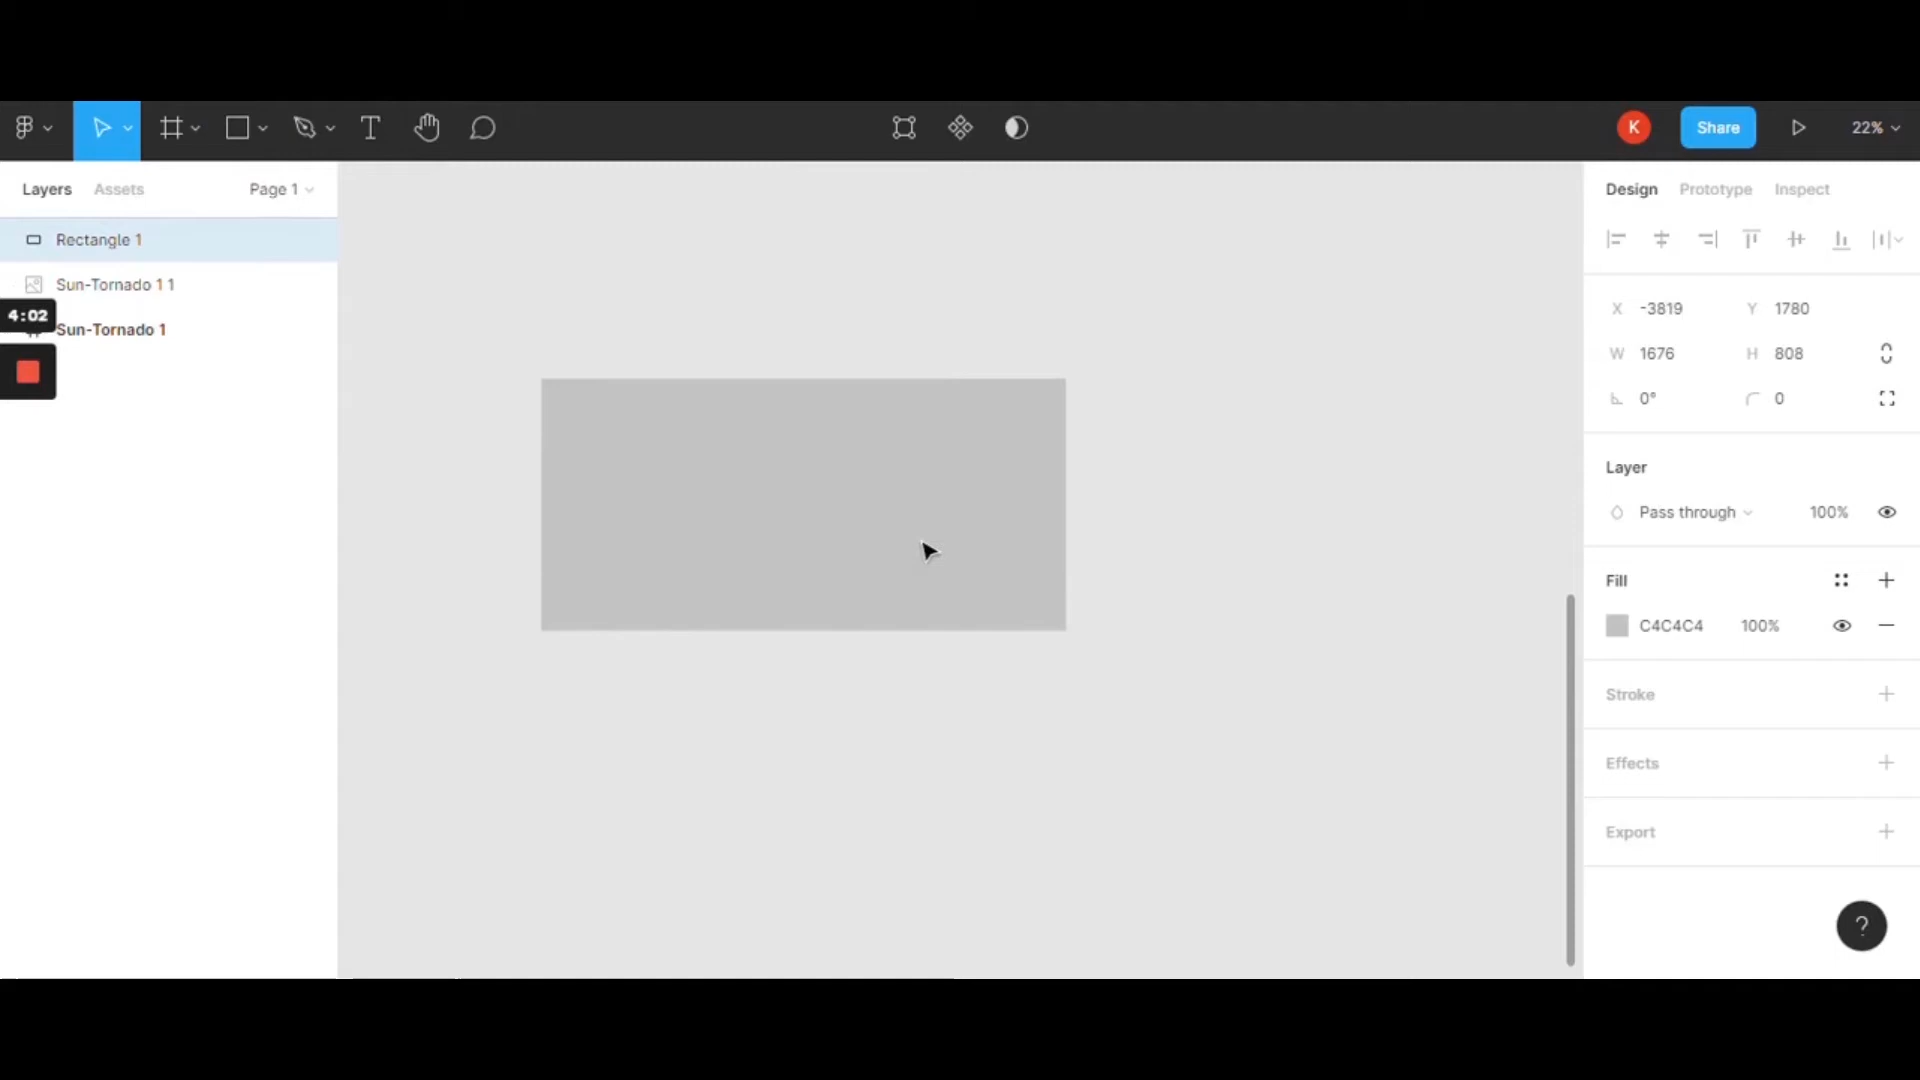 K
Share
22%
Layers
Assets
Page 1
Rectangle 1
Sun-Tornado 1 1
4:02
Sun-Tornado 1
Design
Prototype
Inspect
X -3819 Y 1780
W 1676 H 808
0° 0
Layer
Pass through 100%
Fill
C4C4C4 100%
Stroke
Effects
Export
?